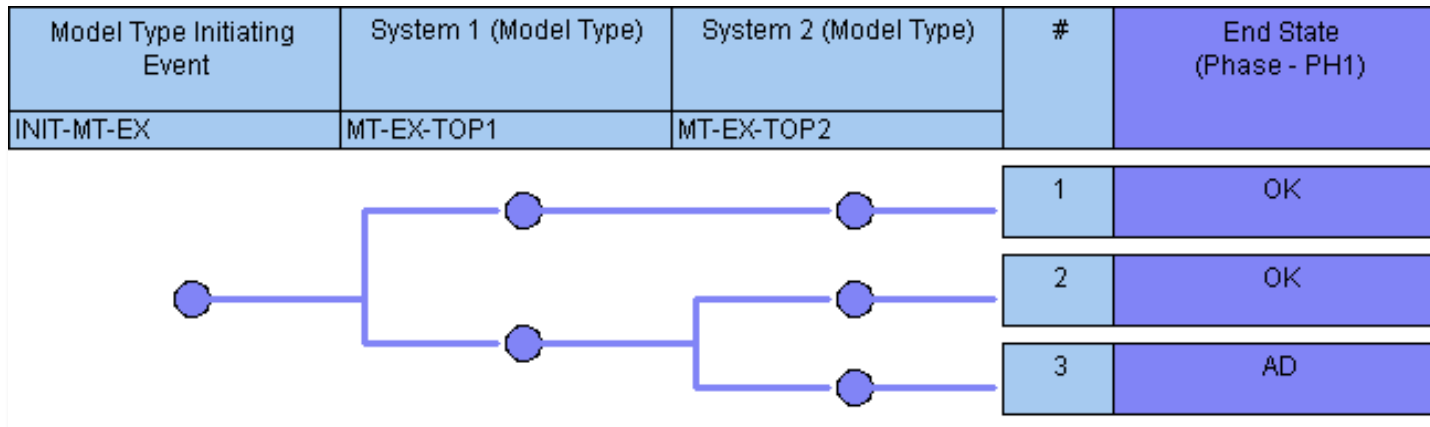 Model Type Initiating
Event
System 1 (Model Type)
System 2 (Model Type)
#
End State
(Phase - PH1)
INIT-MT-EX
MT-EX-TOP1
MT-EX-TOP2
1
OK
2
OK
3
AD